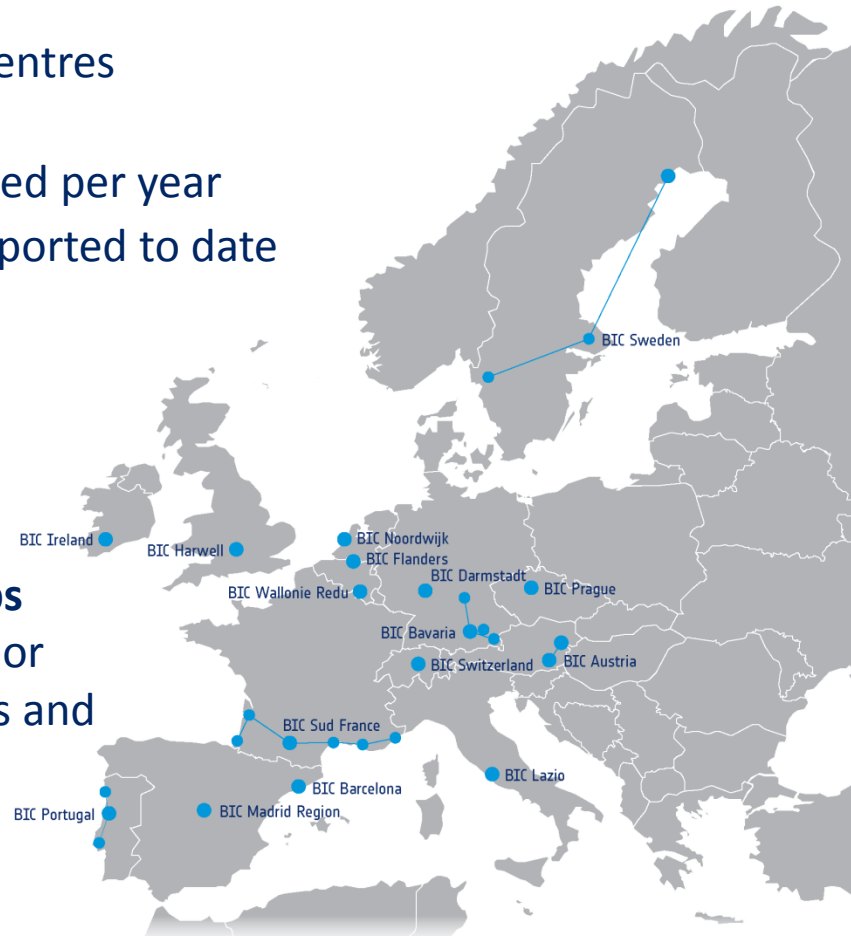 entres
ed per year
ported to date
os
or
s and
BIC Sweden
BIC Ireland
BIC Harwell
BIC Noordwijk
BIC Flanders
BIC Darmstadt
BIC Wallonie Redu
BIC Prague
BIC Bavaria
BIC Switzerland
BIC Austria
BIC Sud France
BIC Lazio
BIC Barcelona
BIC Portugal
BIC Madrid Region